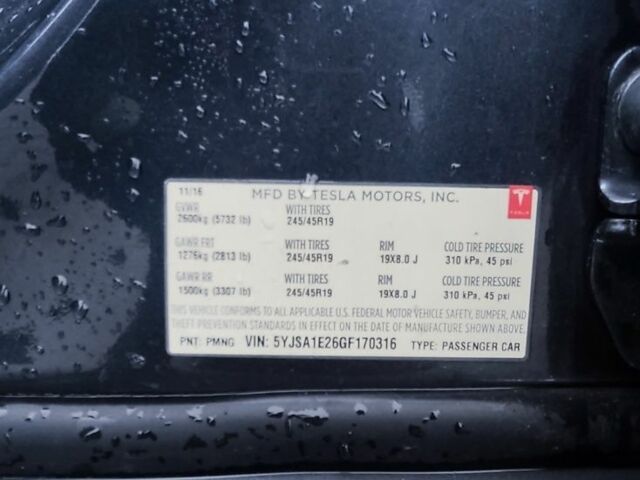 11/16 MFD BY TESLA MOTORS, INC.
GVWR WITH TIRES
2600kg (5732 lb) 245/45R19
GAWR FRT WITH TIRES RIM COLD TIRE PRESSURE
1276kg (2813 lb) 245/45R19 19X8.0 J 310 kPa, 45 psi
GAWR RR WITH TIRES RIM COLD TIRE PRESSURE
1500kg (3307 lb) 245/45R19 19X8.0 J 310 kPa, 45 psi
THIS VEHICLE CONFORMS TO ALL APPLICABLE U.S. FEDERAL MOTOR VEHICLE SAFETY, BUMPER, AND
THEFT PREVENTION STANDARDS IN EFFECT ON THE DATE OF MANUFACTURE SHOWN ABOVE.
PNT: PMNG VIN: 5YJSA1E26GF170316 TYPE: PASSENGER CAR
TESLA